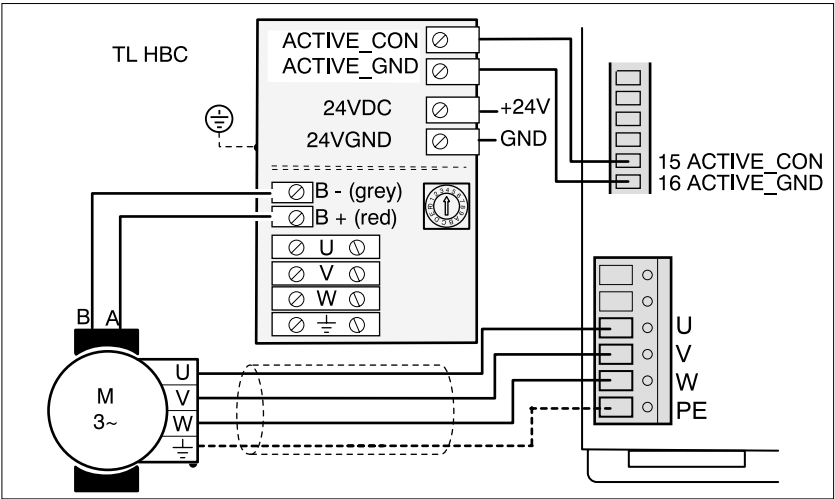 TL HBC
ACTIVE_CON
ACTIVE_GND
24VDC
+24V
24VGND
GND
15 ACTIVE_CON
16 ACTIVE_GND
B - (grey)
B + (red)
U
V
W
B A
U
V
W
PE
M
3~
U
V
W